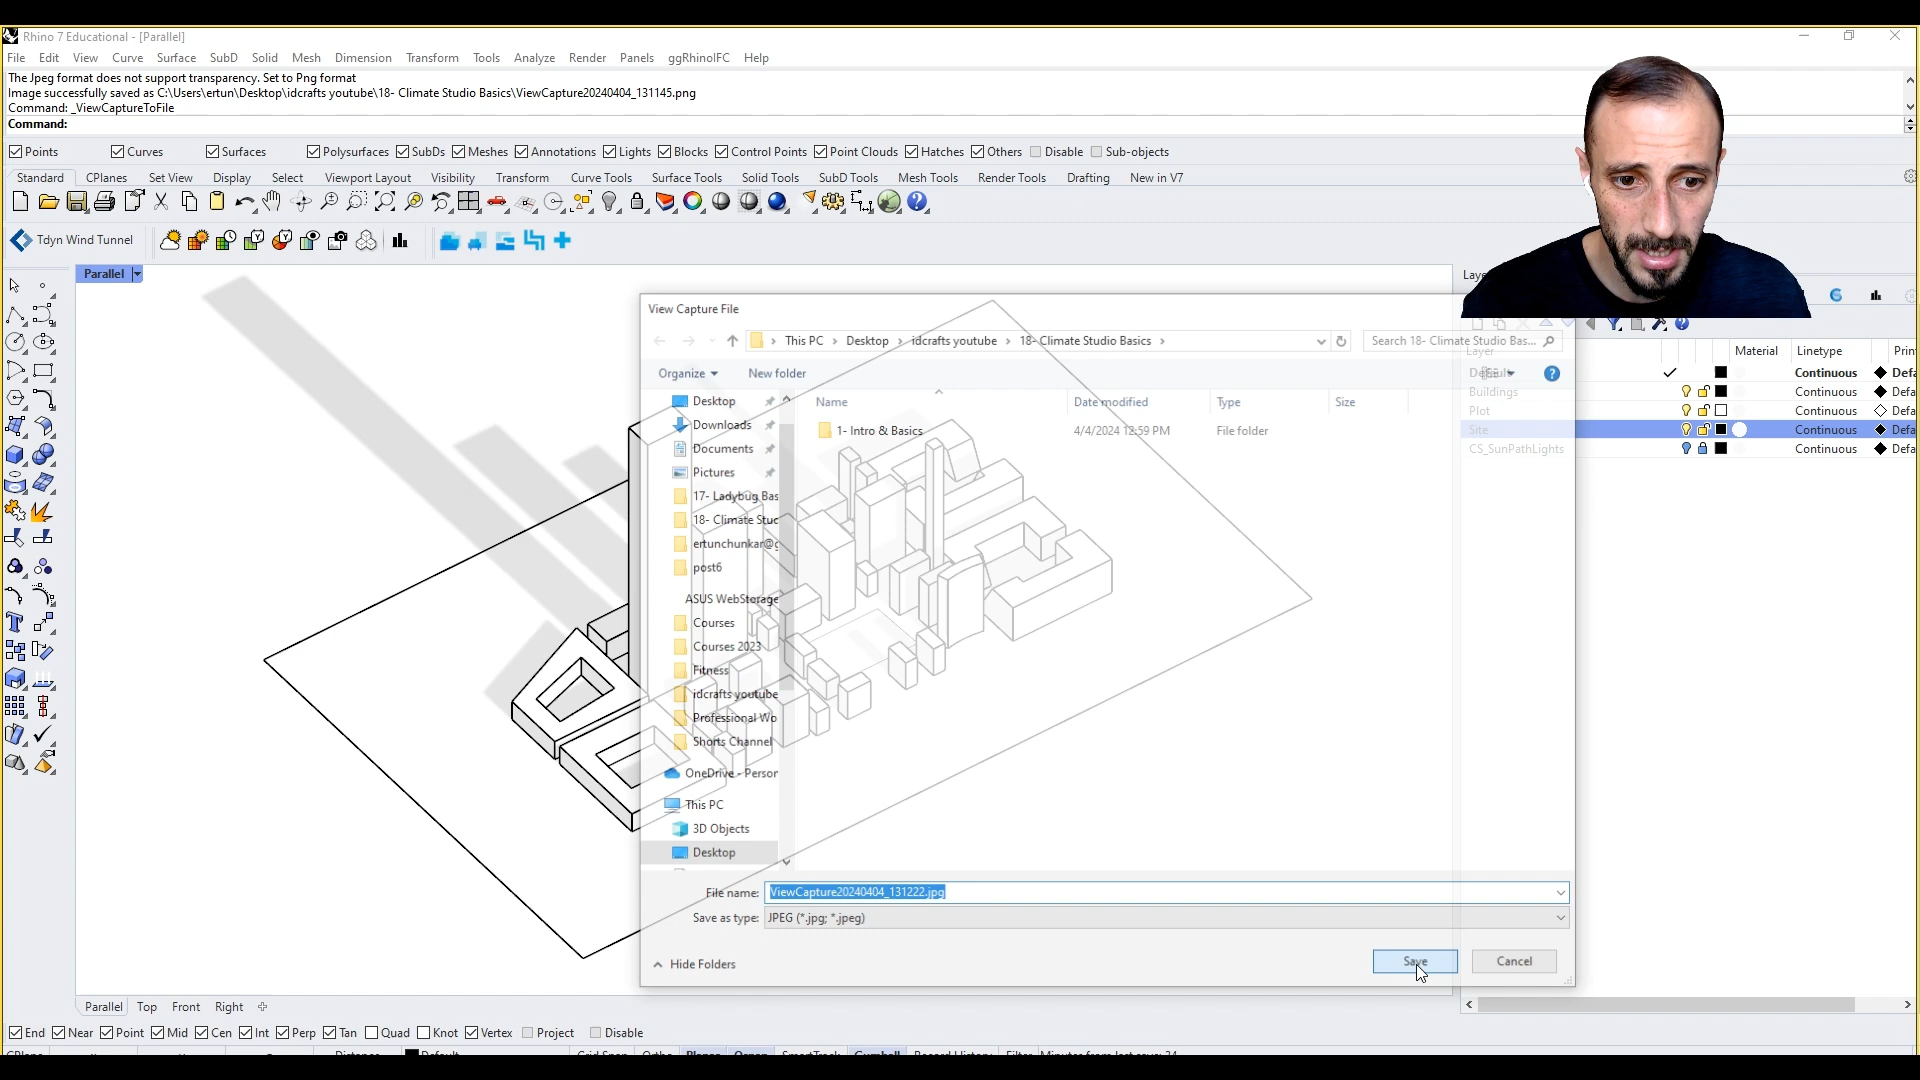 Rhino 7 Educational - [Parallel]
File Edit View Curve Surface SubD Solid Mesh Dimension Transform Tools Analyze Render Panels ggRhinoIFC Help
The Jpeg format does not support transparency. Set to Png format
Image successfully saved as C:\Users\ertun\Desktop\idcrafts youtube\18- Climate Studio Basics\ViewCapture20240404_131145.png
Command: _ViewCaptureToFile
Command:
Points Curves Surfaces Polysurfaces SubDs Meshes Annotations Lights Blocks Control Points Point Clouds Hatches Others Disable Sub-objects
Standard CPlanes Set View Display Select Viewport Layout Visibility Transform Curve Tools Surface Tools Solid Tools SubD Tools Mesh Tools Render Tools Drafting New in V7
Tdyn Wind Tunnel
Parallel
View Capture File
This PC › Desktop › idcrafts youtube › 18- Climate Studio Basics ›
Search 18- Climate Studio Bas...
Organize New folder
Name Date modified Type Size
1- Intro & Basics 4/4/2024 12:59 PM File folder
Desktop
Downloads
Documents
Pictures
17- Ladybug Bas
18- Climate Stuc
ertunchunkar@g
post6
ASUS WebStorage
Courses
Courses 2023
Fitness
idcrafts youtube
Professional Wo
Shorts Channel
OneDrive - Person
This PC
3D Objects
Desktop
File name: ViewCapture20240404_131222.jpg
Save as type: JPEG (*.jpg; *.jpeg)
Hide Folders
Save Cancel
Layer Material Linetype Prin
Default Continuous Defa
Buildings Continuous Defa
Plot Continuous Defa
Site Continuous Defa
CS_SunPathLights Continuous Defa
Parallel Top Front Right
End Near Point Mid Cen Int Perp Tan Quad Knot Vertex Project Disable